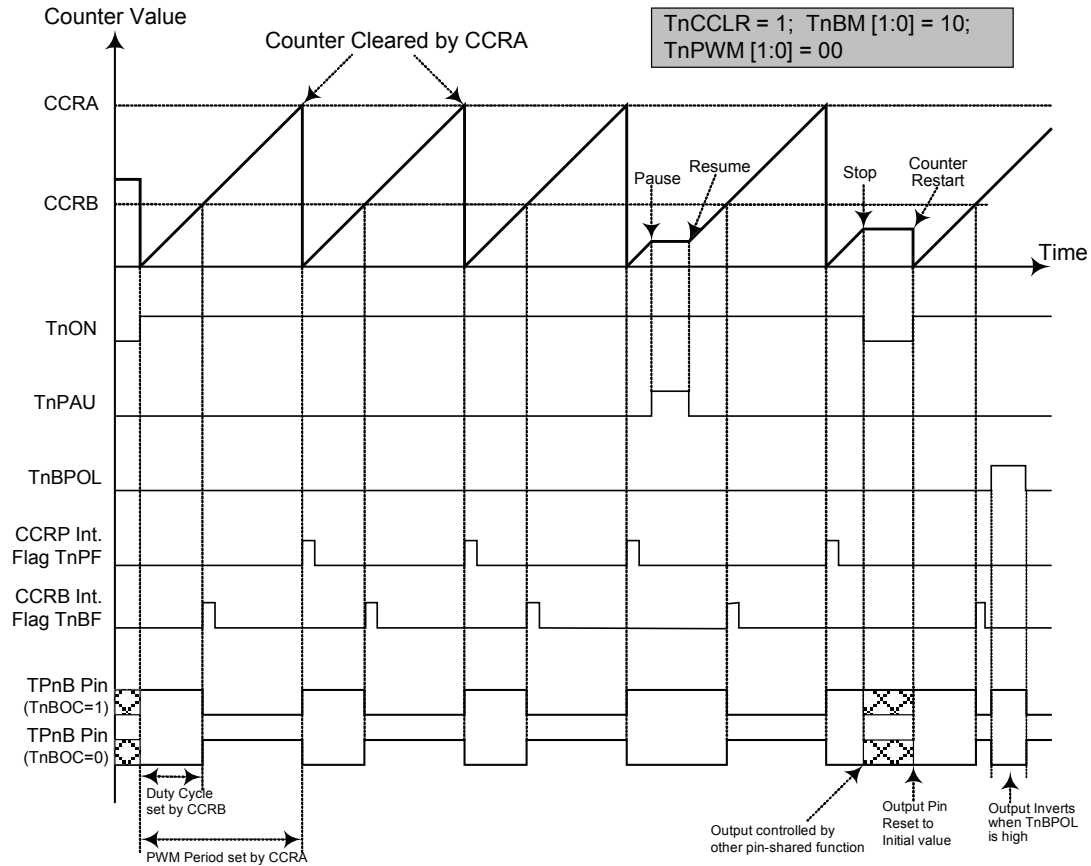 Counter Value
TnCCLR = 1; TnBM [1:0] = 10;
TnPWM [1:0] = 00
Counter Cleared by CCRA
CCRA
Pause
Resume
Stop
Counter
Restart
CCRB
Time
TnON
TnPAU
TnBPOL
CCRP Int.
Flag TnPF
CCRB Int.
Flag TnBF
TPnB Pin
(TnBOC=1)
TPnB Pin
(TnBOC=0)
Duty Cycle
set by CCRB
PWM Period set by CCRA
Output controlled by
other pin-shared function
Output Pin
Reset to
Initial value
Output Inverts
when TnBPOL
is high